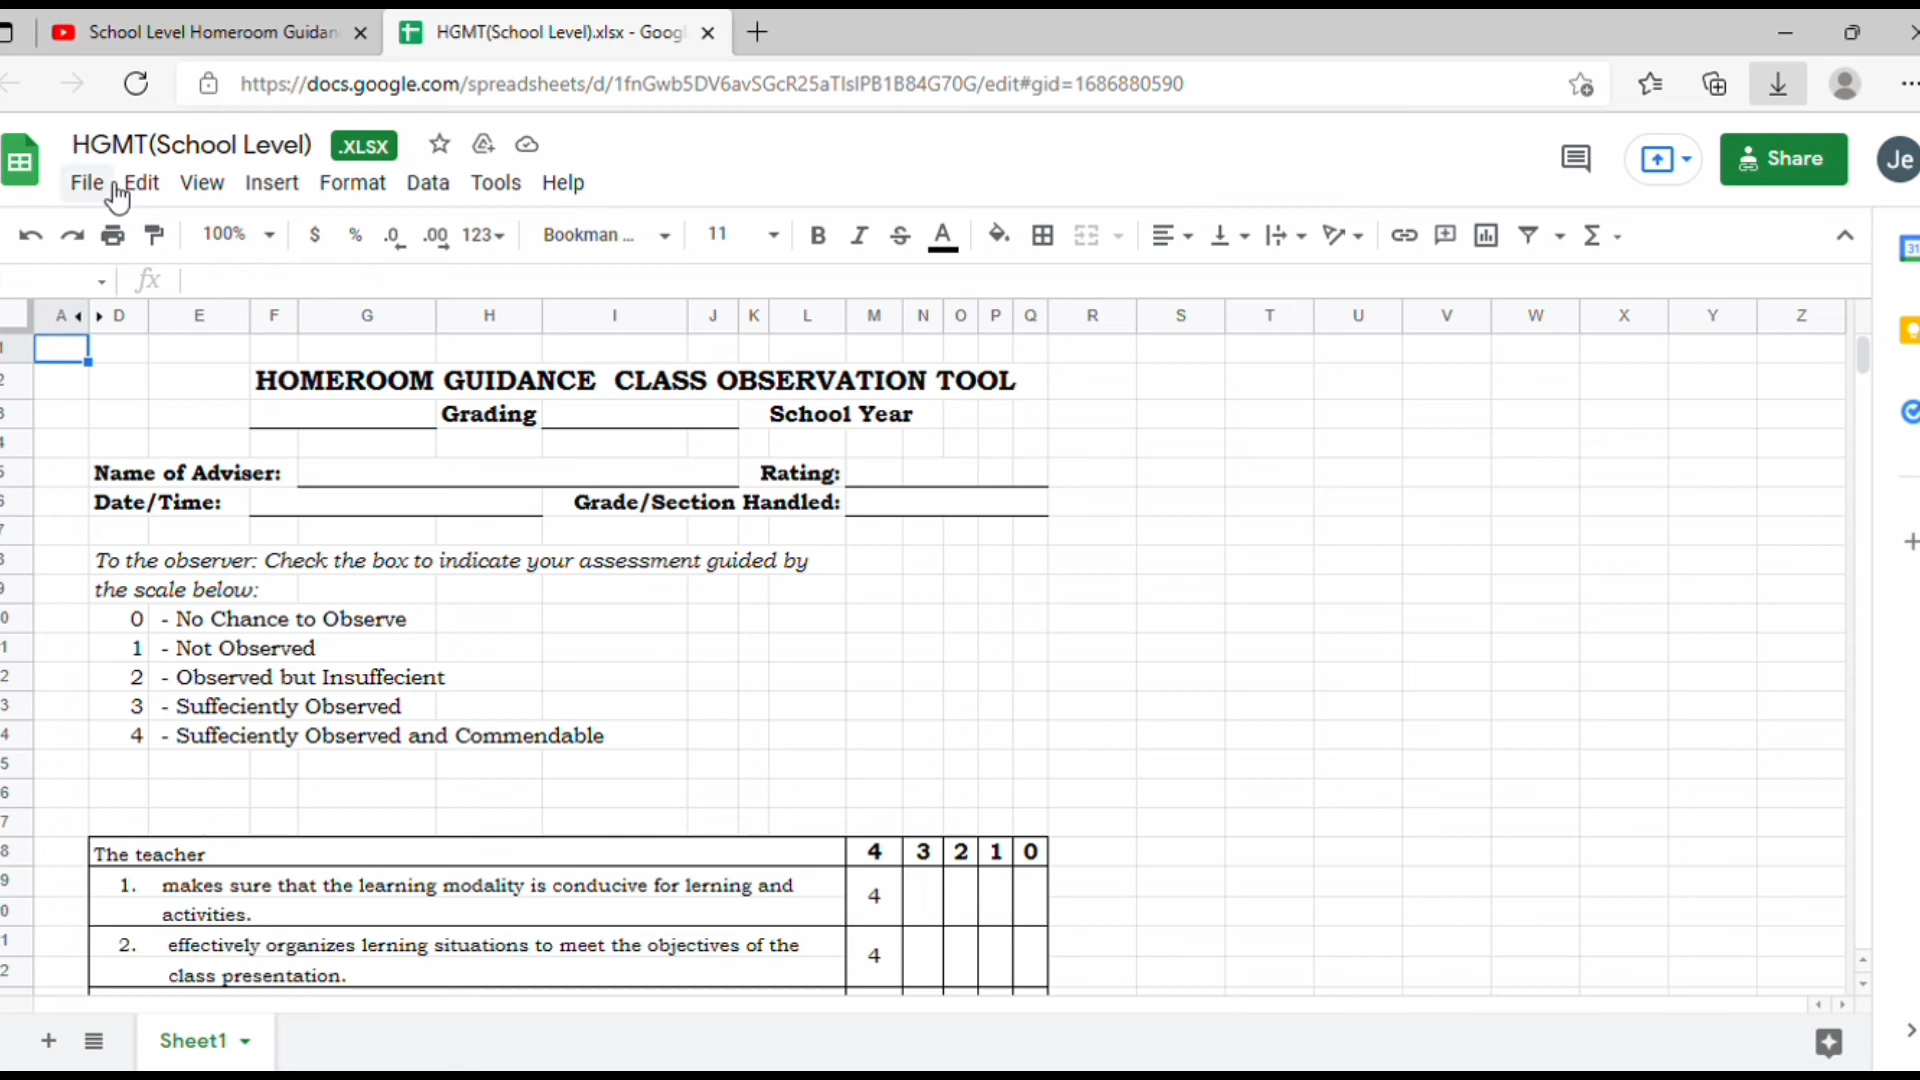 School Level Homeroom Guidan
HGMT(School Level).xlsx - Googl
https://docs.google.com/spreadsheets/d/1fnGwb5DV6avSGcR25aTIsIPB1B84G70G/edit#gid=1686880590
HGMT(School Level) .XLSX
Share
Je
File Edit View Insert Format Data Tools Help
100% $ % .0 .00 123 Bookman ... 11 B I S A
fx
A D E F G H I J K L M N O P Q R S T U V W X Y Z
HOMEROOM GUIDANCE CLASS OBSERVATION TOOL
Grading School Year
Name of Adviser: Rating:
Date/Time: Grade/Section Handled:
To the observer: Check the box to indicate your assessment guided by
the scale below:
0 - No Chance to Observe
1 - Not Observed
2 - Observed but Insuffecient
3 - Suffeciently Observed
4 - Suffeciently Observed and Commendable
The teacher 4 3 2 1 0
1. makes sure that the learning modality is conducive for lerning and
activities. 4
2. effectively organizes lerning situations to meet the objectives of the
class presentation. 4
Sheet1